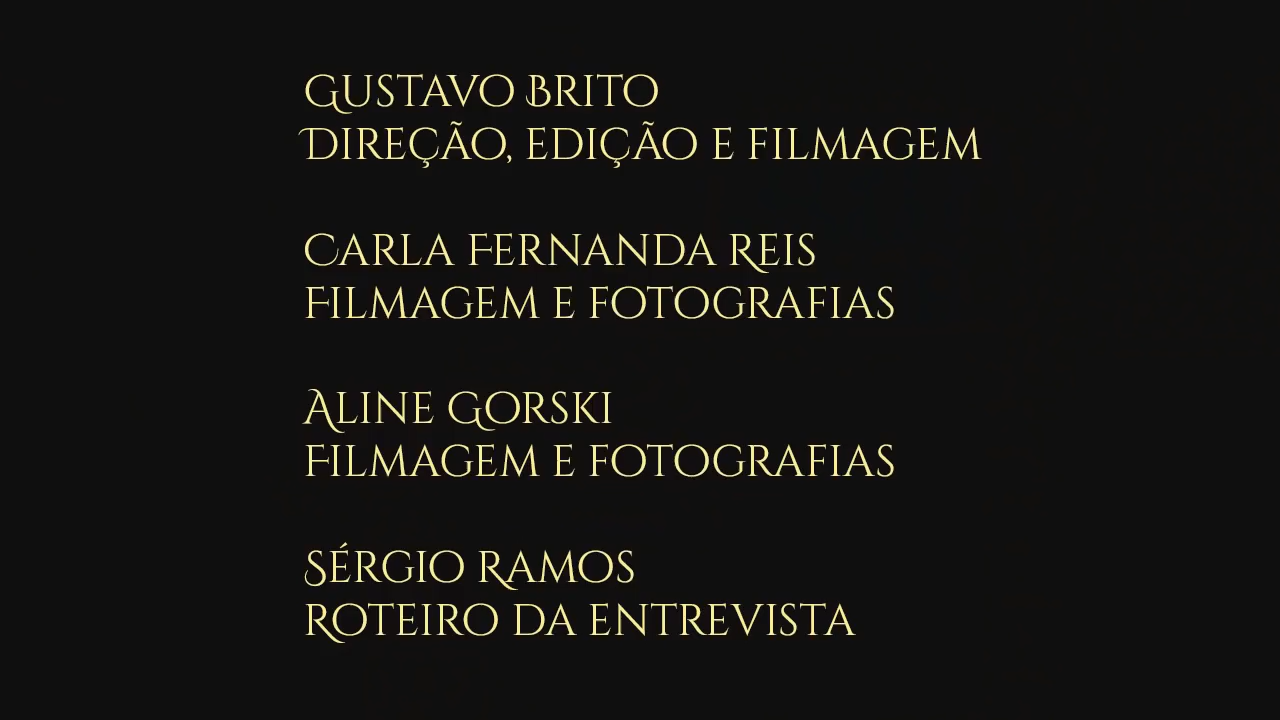 Gustavo Brito
Direção, edição e filmagem
Carla Fernanda Reis
Filmagem e fotografias
Aline Gorski
Filmagem e fotografias
Sérgio Ramos
Roteiro da entrevista